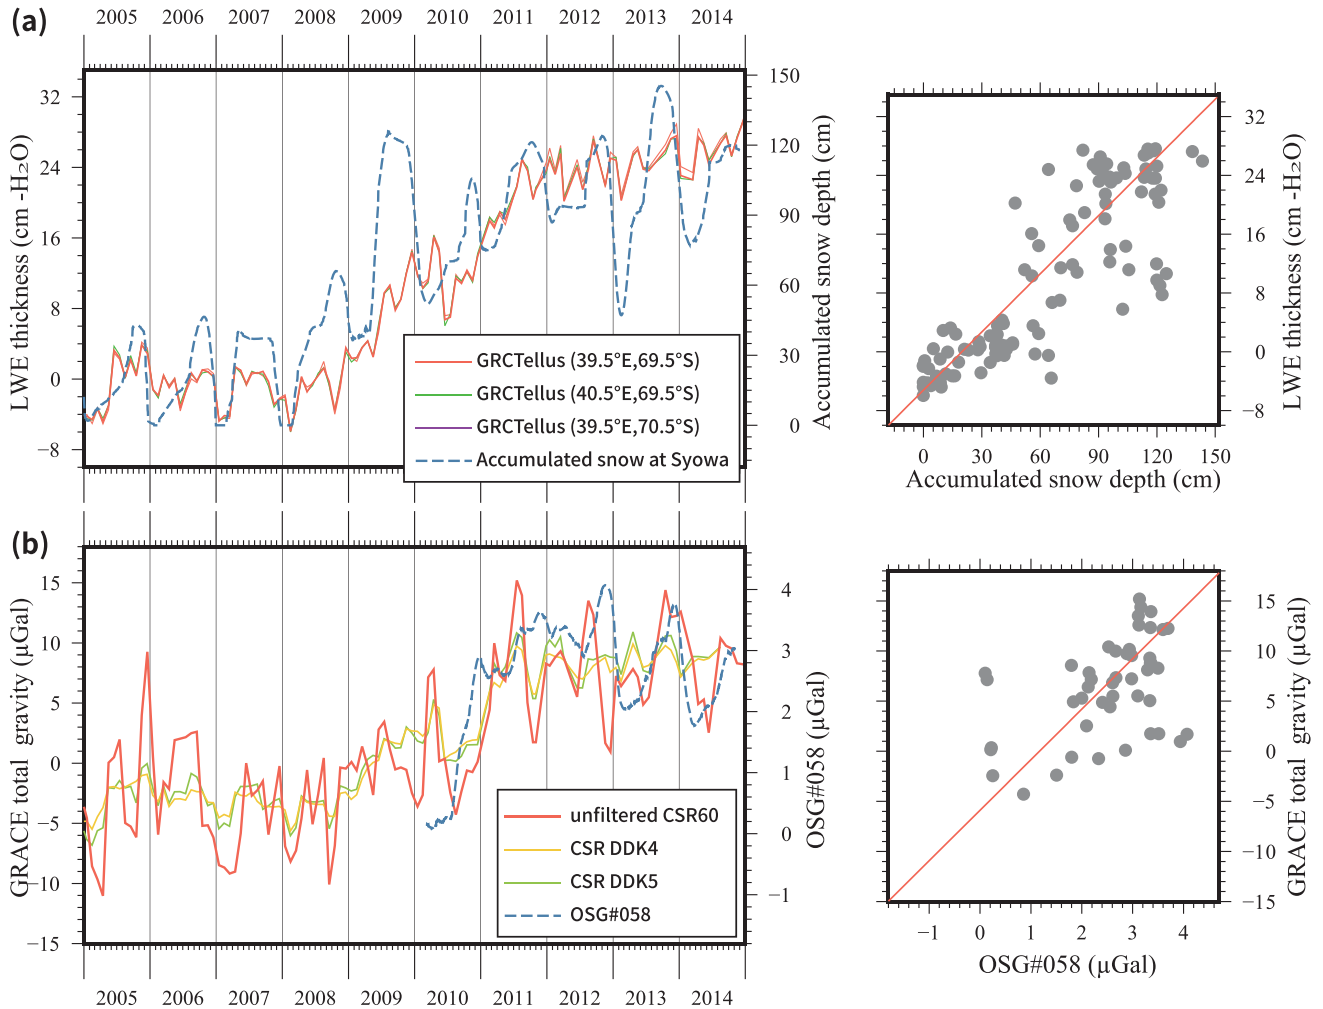 (a)
2005 2006 2007 2008 2009 2010 2011 2012 2013 2014
32
24
16
8
0
−8
LWE thickness (cm -H₂O)
150
120
90
60
30
0
Accumulated snow depth (cm)
GRCTellus (39.5°E,69.5°S)
GRCTellus (40.5°E,69.5°S)
GRCTellus (39.5°E,70.5°S)
Accumulated snow at Syowa
32
24
16
8
0
−8
LWE thickness (cm -H₂O)
0 30 60 90 120 150
Accumulated snow depth (cm)
(b)
15
10
5
0
−5
−10
−15
GRACE total gravity (µGal)
4
3
2
1
0
−1
OSG#058 (µGal)
unfiltered CSR60
CSR DDK4
CSR DDK5
OSG#058
2005 2006 2007 2008 2009 2010 2011 2012 2013 2014
15
10
5
0
−5
−10
−15
GRACE total gravity (µGal)
−1 0 1 2 3 4
OSG#058 (µGal)